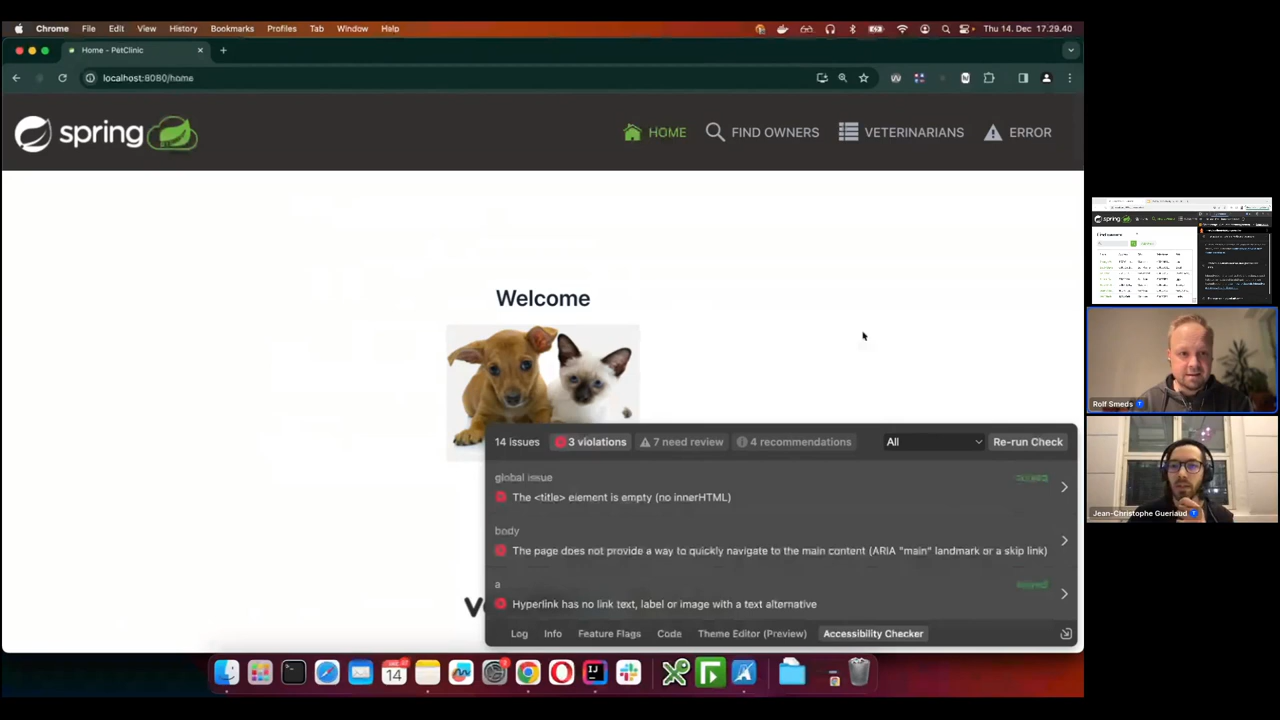 Chrome File Edit View History Bookmarks Profiles Tab Window Help
Thu 14. Dec 17.29.40
Home - PetClinic
localhost:8080/home
spring
HOME
FIND OWNERS
VETERINARIANS
ERROR
Welcome
14 issues
3 violations
7 need review
4 recommendations
All
Re-run Check
global issue
The <title> element is empty (no innerHTML)
body
The page does not provide a way to quickly navigate to the main content (ARIA "main" landmark or a skip link)
a
Hyperlink has no link text, label or image with a text alternative
Log Info Feature Flags Code Theme Editor (Preview) Accessibility Checker
14
Rolf Smeds
Jean-Christophe Gueriaud